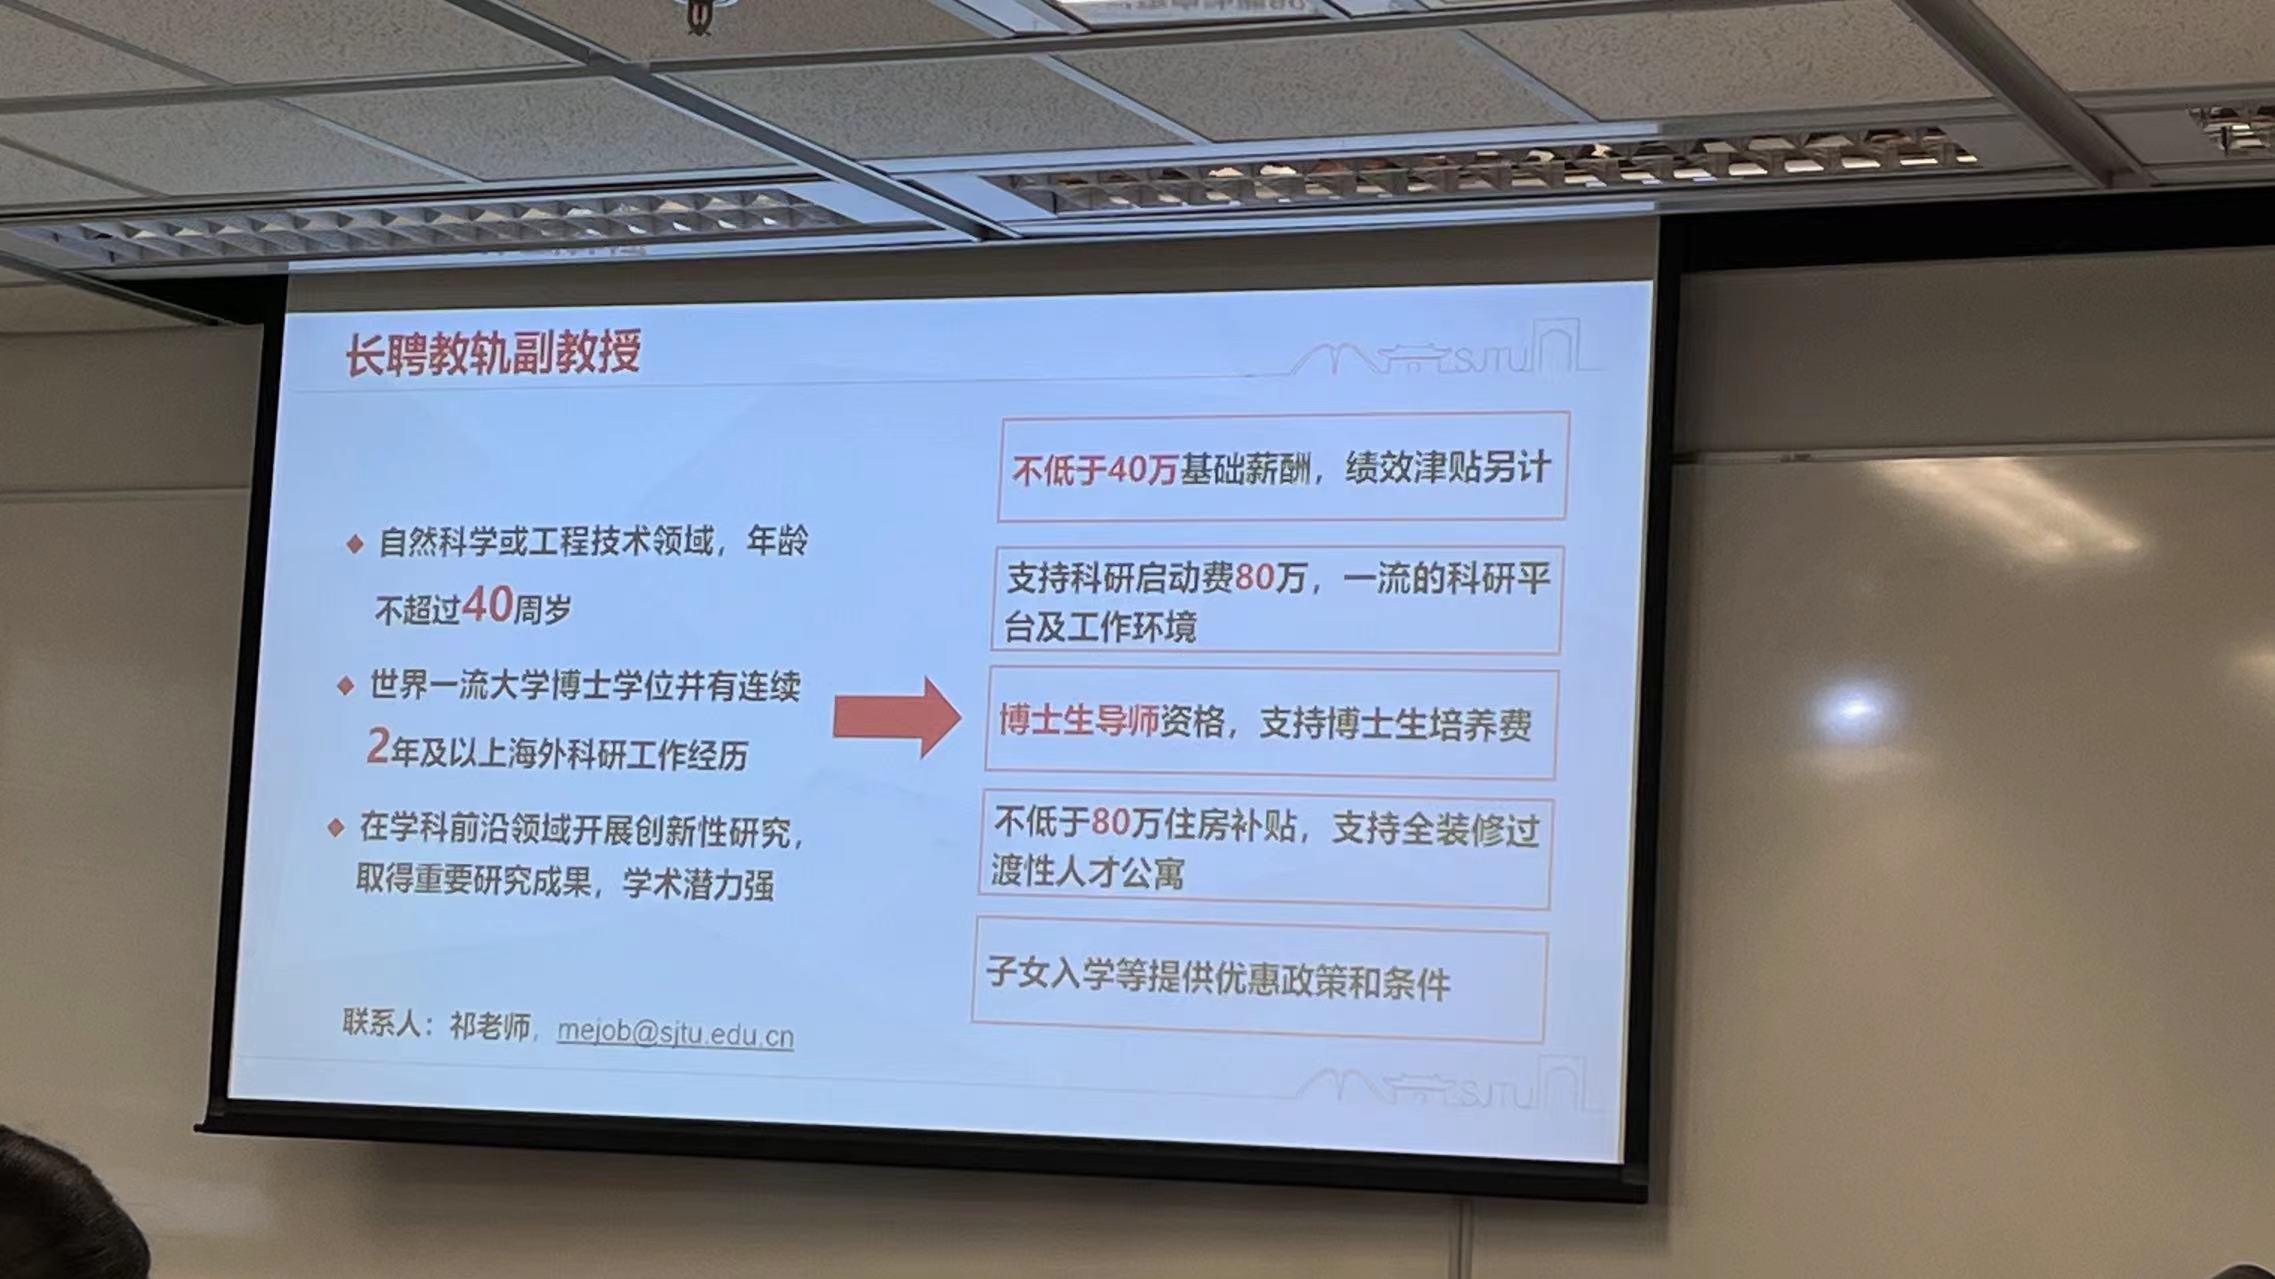 长聘教轨副教授
SJTU
自然科学或工程技术领域，年龄
不超过40周岁
世界一流大学博士学位并有连续
2年及以上海外科研工作经历
在学科前沿领域开展创新性研究，
取得重要研究成果，学术潜力强
联系人：祁老师，mejob@sjtu.edu.cn
不低于40万基础薪酬，绩效津贴另计
支持科研启动费80万，一流的科研平
台及工作环境
博士生导师资格，支持博士生培养费
不低于80万住房补贴，支持全装修过
渡性人才公寓
子女入学等提供优惠政策和条件
SJTU